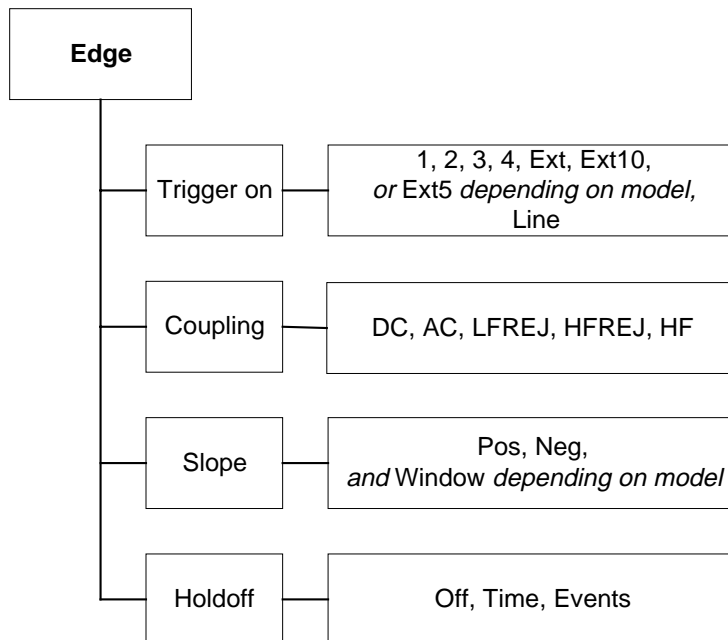 Edge
Trigger on
1, 2, 3, 4, Ext, Ext10,
or Ext5 depending on model,
Line
Coupling
DC, AC, LFREJ, HFREJ, HF
Slope
Pos, Neg,
and Window depending on model
Holdoff
Off, Time, Events